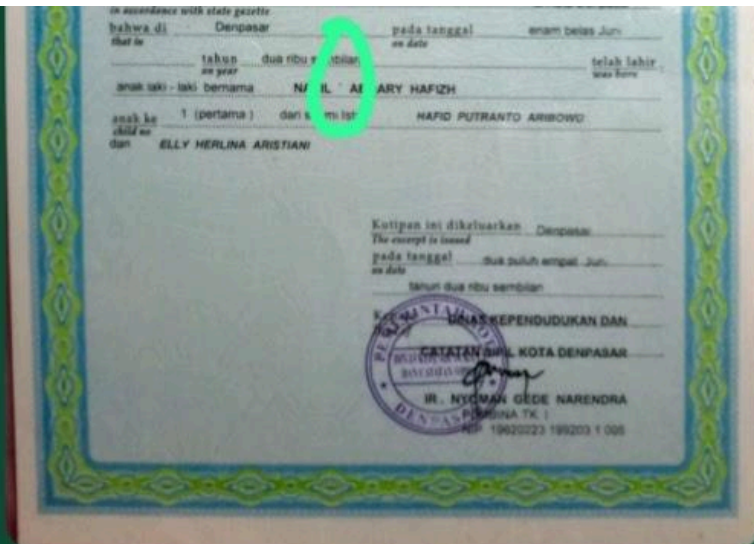 in accordance with state gazette
bahwa di Denpasar pada tanggal enam belas Juni
that in on date
tahun dua ribu sembilan telah lahir
on year was born
anak laki - laki bernama HAFIZH
anak ke 1 (pertama) dari HAFID PUTRANTO ARIBOWO
child no
dan ELLY HERLINA ARISTIANI
Kutipan ini dikeluarkan Denpasar
The excerpt is issued
pada tanggal dua puluh empat Juni
on date
tahun dua ribu sembilan
DINAS KEPENDUDUKAN DAN
CATATAN SIPIL KOTA DENPASAR
IR. NYOMAN GEDE NARENDRA
PEMBINA TK. I
NIP. 19620223 199203 1 005